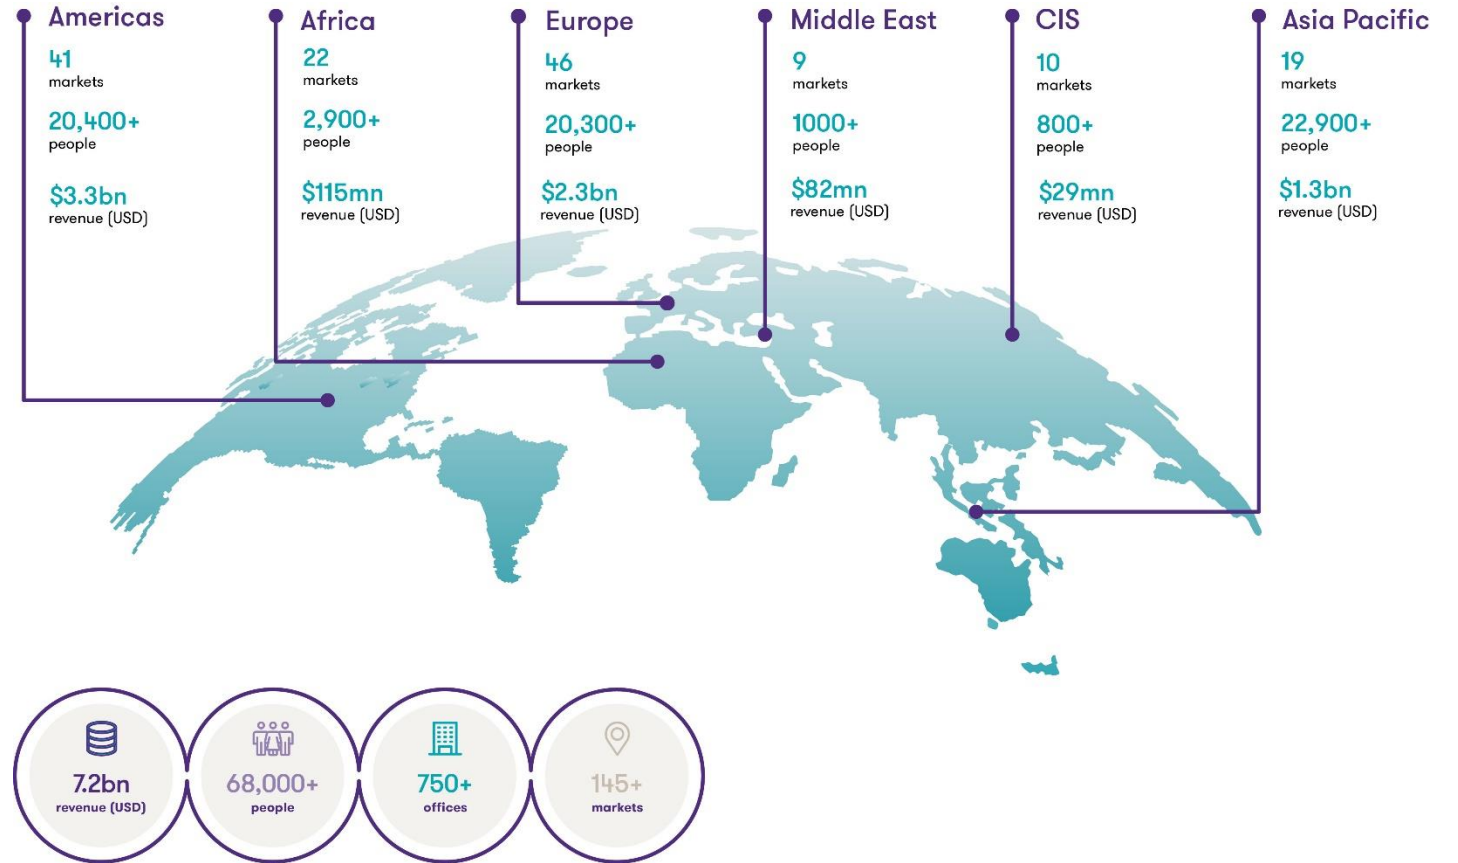 Americas
41
markets
20,400+
people
$3.3bn
revenue (USD)
Africa
22
markets
2,900+
people
$115mn
revenue (USD)
Europe
46
markets
20,300+
people
$2.3bn
revenue (USD)
Middle East
9
markets
1000+
people
$82mn
revenue (USD)
CIS
10
markets
800+
people
$29mn
revenue (USD)
Asia Pacific
19
markets
22,900+
people
$1.3bn
revenue (USD)
7.2bn
revenue (USD)
68,000+
people
750+
offices
145+
markets